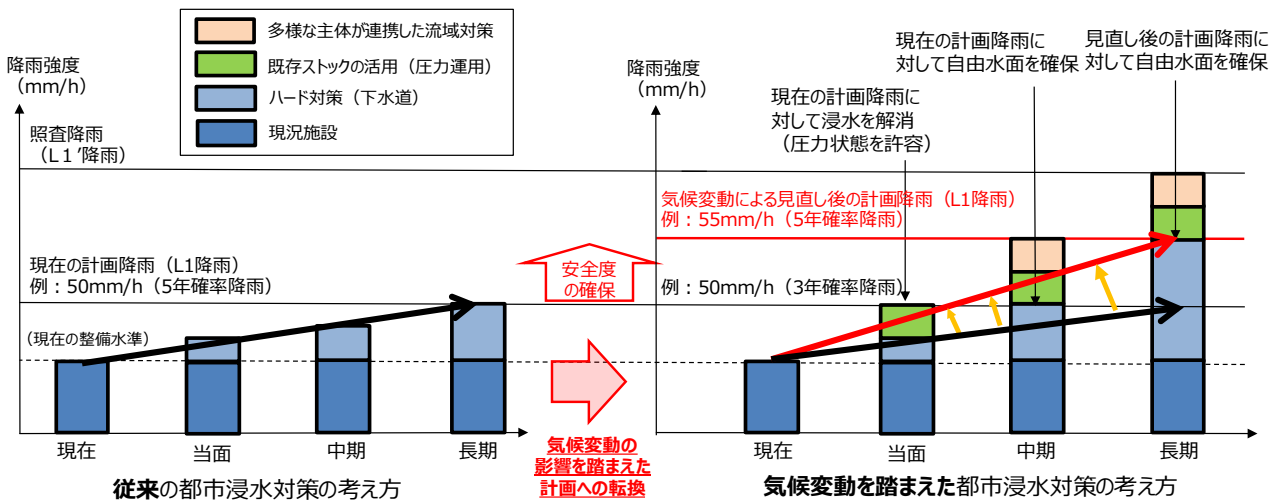 多様な主体が連携した流域対策
既存ストックの活用（圧力運用）
ハード対策（下水道）
現況施設
降雨強度
（mm/h）
照査降雨
（L１’降雨）
現在の計画降雨（L1降雨）
例：50mm/h（5年確率降雨）
（現在の整備水準）
現在
当面
中期
長期
従来の都市浸水対策の考え方
安全度
の確保
気候変動の
影響を踏まえた
計画への転換
降雨強度
（mm/h）
現在の計画降雨に
対して浸水を解消
（圧力状態を許容）
現在の計画降雨に
対して自由水面を確保
見直し後の計画降雨に
対して自由水面を確保
気候変動による見直し後の計画降雨（L1降雨）
例：55mm/h（5年確率降雨）
例：50mm/h（3年確率降雨）
現在
当面
中期
長期
気候変動を踏まえた都市浸水対策の考え方